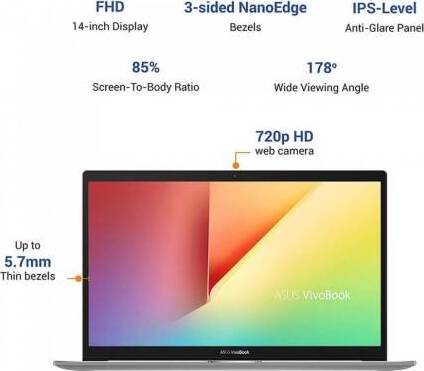 FHD
3-sided NanoEdge
IPS-Level
14-inch Display
Bezels
Anti-Glare Panel
85%
178º
Screen-To-Body Ratio
Wide Viewing Angle
720p HD
web camera
Up to
5.7mm
Thin bezels
ASUS VivoBook
ASUS VivoBook